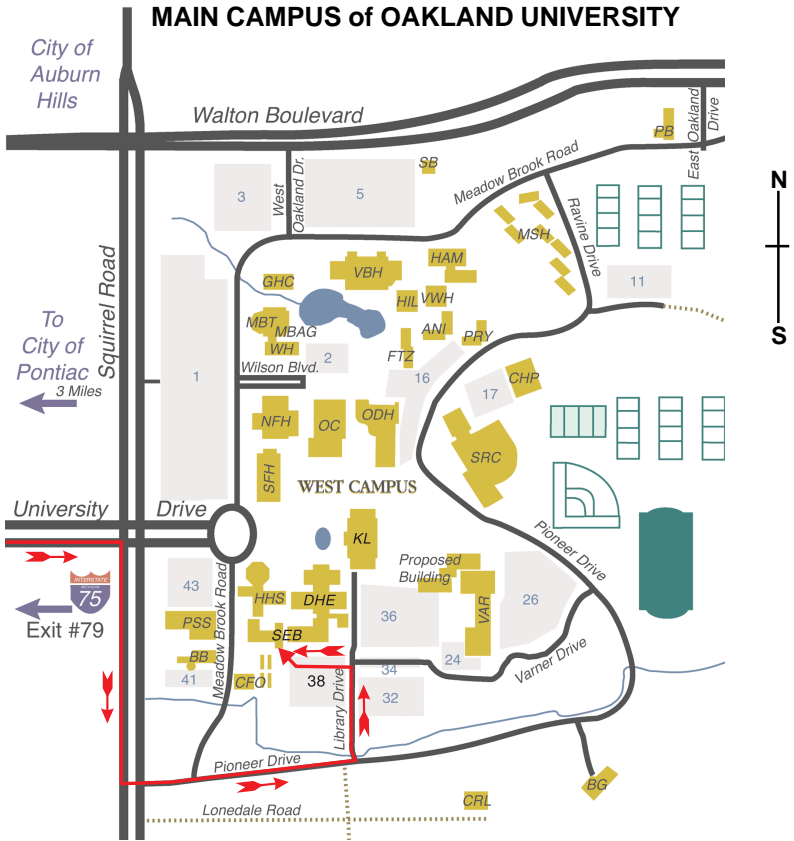 MAIN CAMPUS of OAKLAND UNIVERSITY
City of
Auburn
Hills
Walton Boulevard
East Oakland
Drive
PB
SB
Meadow Brook Road
N
S
3
West
Oakland Dr.
5
MSH
Ravine Drive
11
Squirrel Road
GHC
VBH
HAM
HIL
VWH
MBT
MBAG
WH
ANI
PRY
FTZ
2
To
City of
Pontiac
3 Miles
1
Wilson Blvd.
16
17
CHP
NFH
OC
ODH
SRC
SFH
WEST CAMPUS
University
Drive
KL
Pioneer Drive
Proposed
Building
43
INTERSTATE
75
Exit #79
Meadow Brook Road
HHS
DHE
36
VAR
26
PSS
SEB
BB
41
CFO
38
Library Drive
34
32
24
Varner Drive
Pioneer Drive
BG
CRL
Lonedale Road